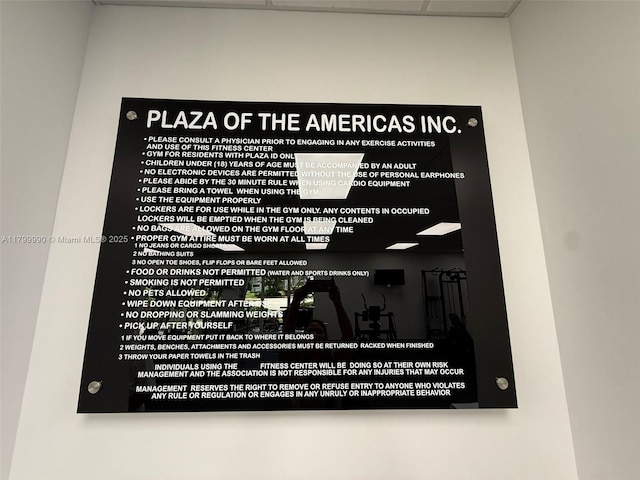 PLAZA OF THE AMERICAS INC.
• PLEASE CONSULT A PHYSICIAN PRIOR TO ENGAGING IN ANY EXERCISE ACTIVITIES
AND USE OF THIS FITNESS CENTER
• GYM FOR RESIDENTS WITH PLAZA ID ONLY
• CHILDREN UNDER (18) YEARS OF AGE MUST BE ACCOMPANIED BY AN ADULT
• NO ELECTRONIC DEVICES ARE PERMITTED WITHOUT THE USE OF PERSONAL EARPHONES
• PLEASE ABIDE BY THE 30 MINUTE RULE WHEN USING CARDIO EQUIPMENT
• PLEASE BRING A TOWEL WHEN USING THE GYM
• USE THE EQUIPMENT PROPERLY
• LOCKERS ARE FOR USE WHILE IN THE GYM ONLY. ANY CONTENTS IN OCCUPIED
LOCKERS WILL BE EMPTIED WHEN THE GYM IS BEING CLEANED
• NO BAGS ARE ALLOWED ON THE GYM FLOOR AT ANY TIME
• PROPER GYM ATTIRE MUST BE WORN AT ALL TIMES
1 NO JEANS OR CARGO SHORTS
2 NO BATHING SUITS
3 NO OPEN TOE SHOES, FLIP FLOPS OR BARE FEET ALLOWED
• FOOD OR DRINKS NOT PERMITTED (WATER AND SPORTS DRINKS ONLY)
• SMOKING IS NOT PERMITTED
• NO PETS ALLOWED
• WIPE DOWN EQUIPMENT AFTER USE
• NO DROPPING OR SLAMMING WEIGHTS
• PICK UP AFTER YOURSELF
1 IF YOU MOVE EQUIPMENT PUT IT BACK TO WHERE IT BELONGS
2 WEIGHTS, BENCHES, ATTACHMENTS AND ACCESSORIES MUST BE RETURNED RACKED WHEN FINISHED
3 THROW YOUR PAPER TOWELS IN THE TRASH
INDIVIDUALS USING THE FITNESS CENTER WILL BE DOING SO AT THEIR OWN RISK
MANAGEMENT AND THE ASSOCIATION IS NOT RESPONSIBLE FOR ANY INJURIES THAT MAY OCCUR
MANAGEMENT RESERVES THE RIGHT TO REMOVE OR REFUSE ENTRY TO ANYONE WHO VIOLATES
ANY RULE OR REGULATION OR ENGAGES IN ANY UNRULY OR INAPPROPRIATE BEHAVIOR
A11799990 © Miami MLS® 2025